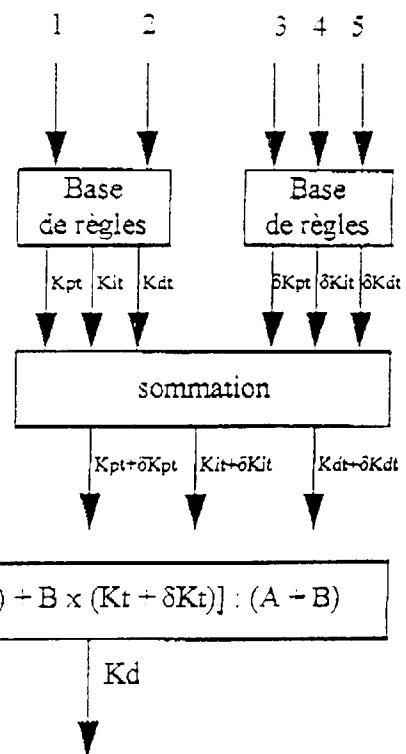 1 2 3 4 5
Base de règles
Base de règles
Kpt Kit Kdt δKpt δKit δKdt
sommation
Kpt+δKpt Kit+δKit Kdt+δKdt
) + B x (Kt + δKt)] : (A + B)
Kd